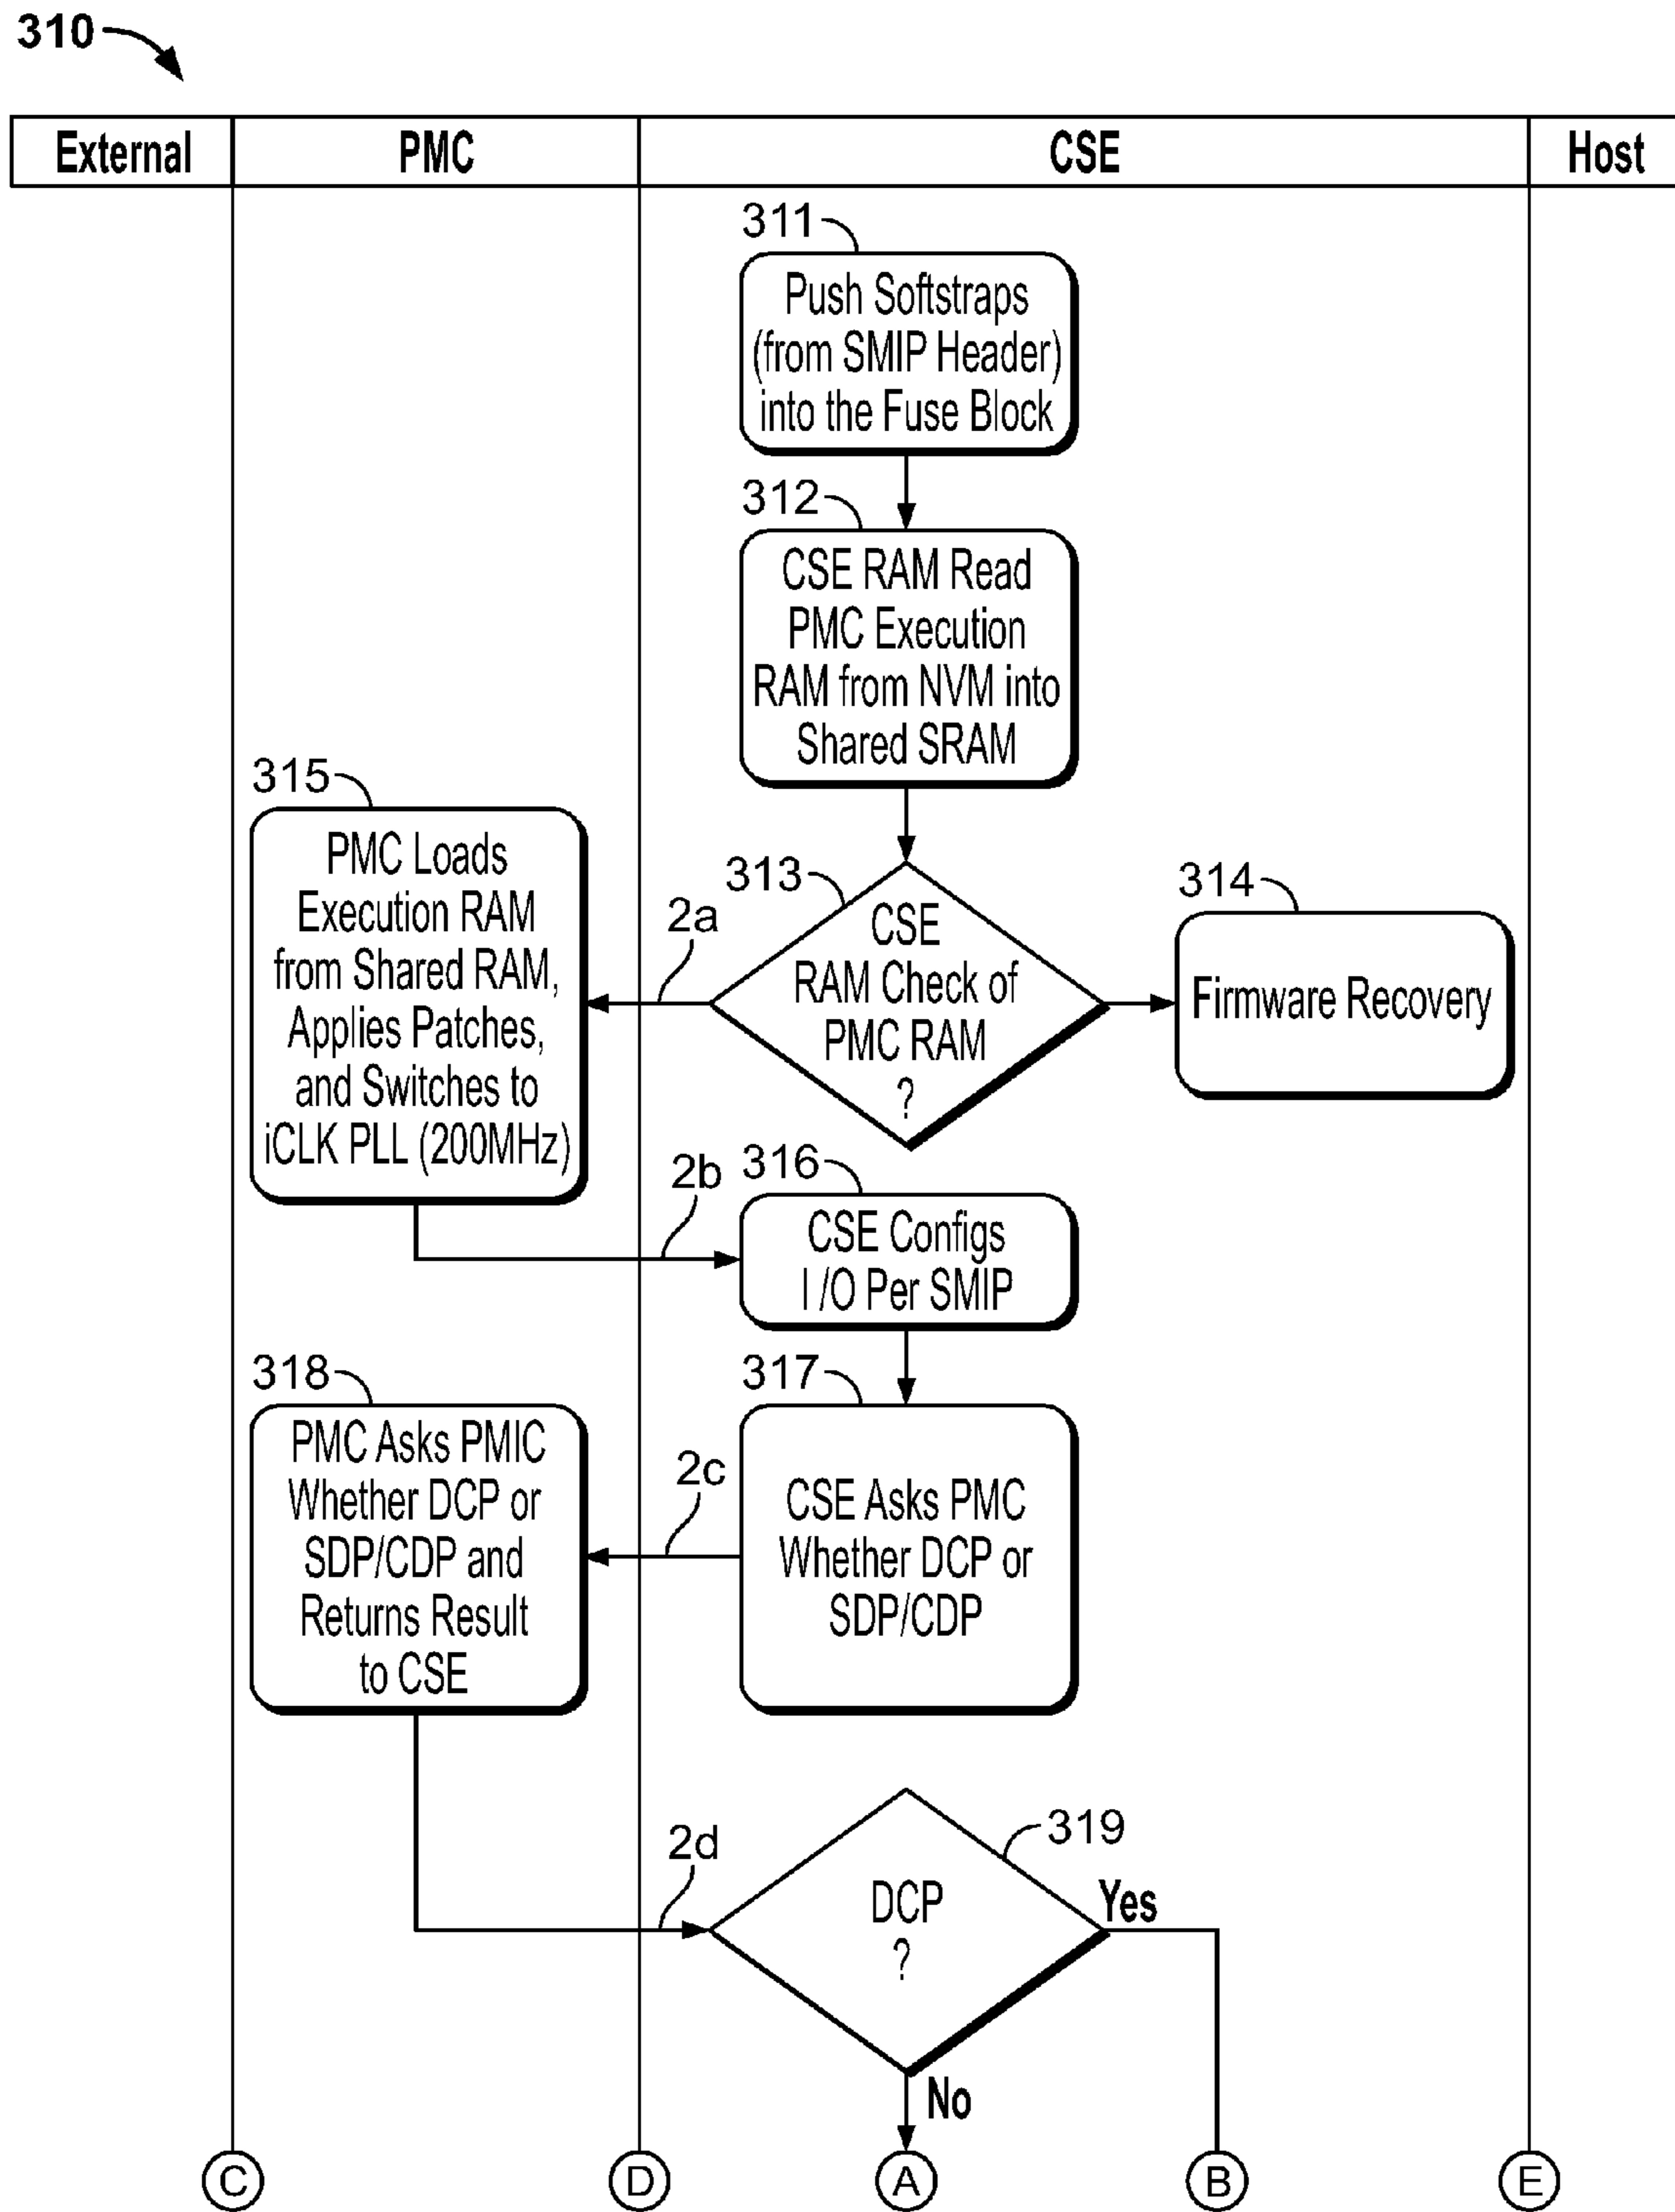 310
External PMC CSE Host
311
Push Softstraps
(from SMIP Header)
into the Fuse Block
312
CSE RAM Read
PMC Execution
RAM from NVM into
Shared SRAM
315
PMC Loads
Execution RAM
from Shared RAM,
Applies Patches,
and Switches to
iCLK PLL (200MHz)
2a
313
CSE
RAM Check of
PMC RAM
?
314
Firmware Recovery
2b
316
CSE Configs
I /O Per SMIP
318
PMC Asks PMIC
Whether DCP or
SDP/CDP and
Returns Result
to CSE
2c
317
CSE Asks PMC
Whether DCP or
SDP/CDP
2d
319
DCP
?
Yes
No
C D A B E